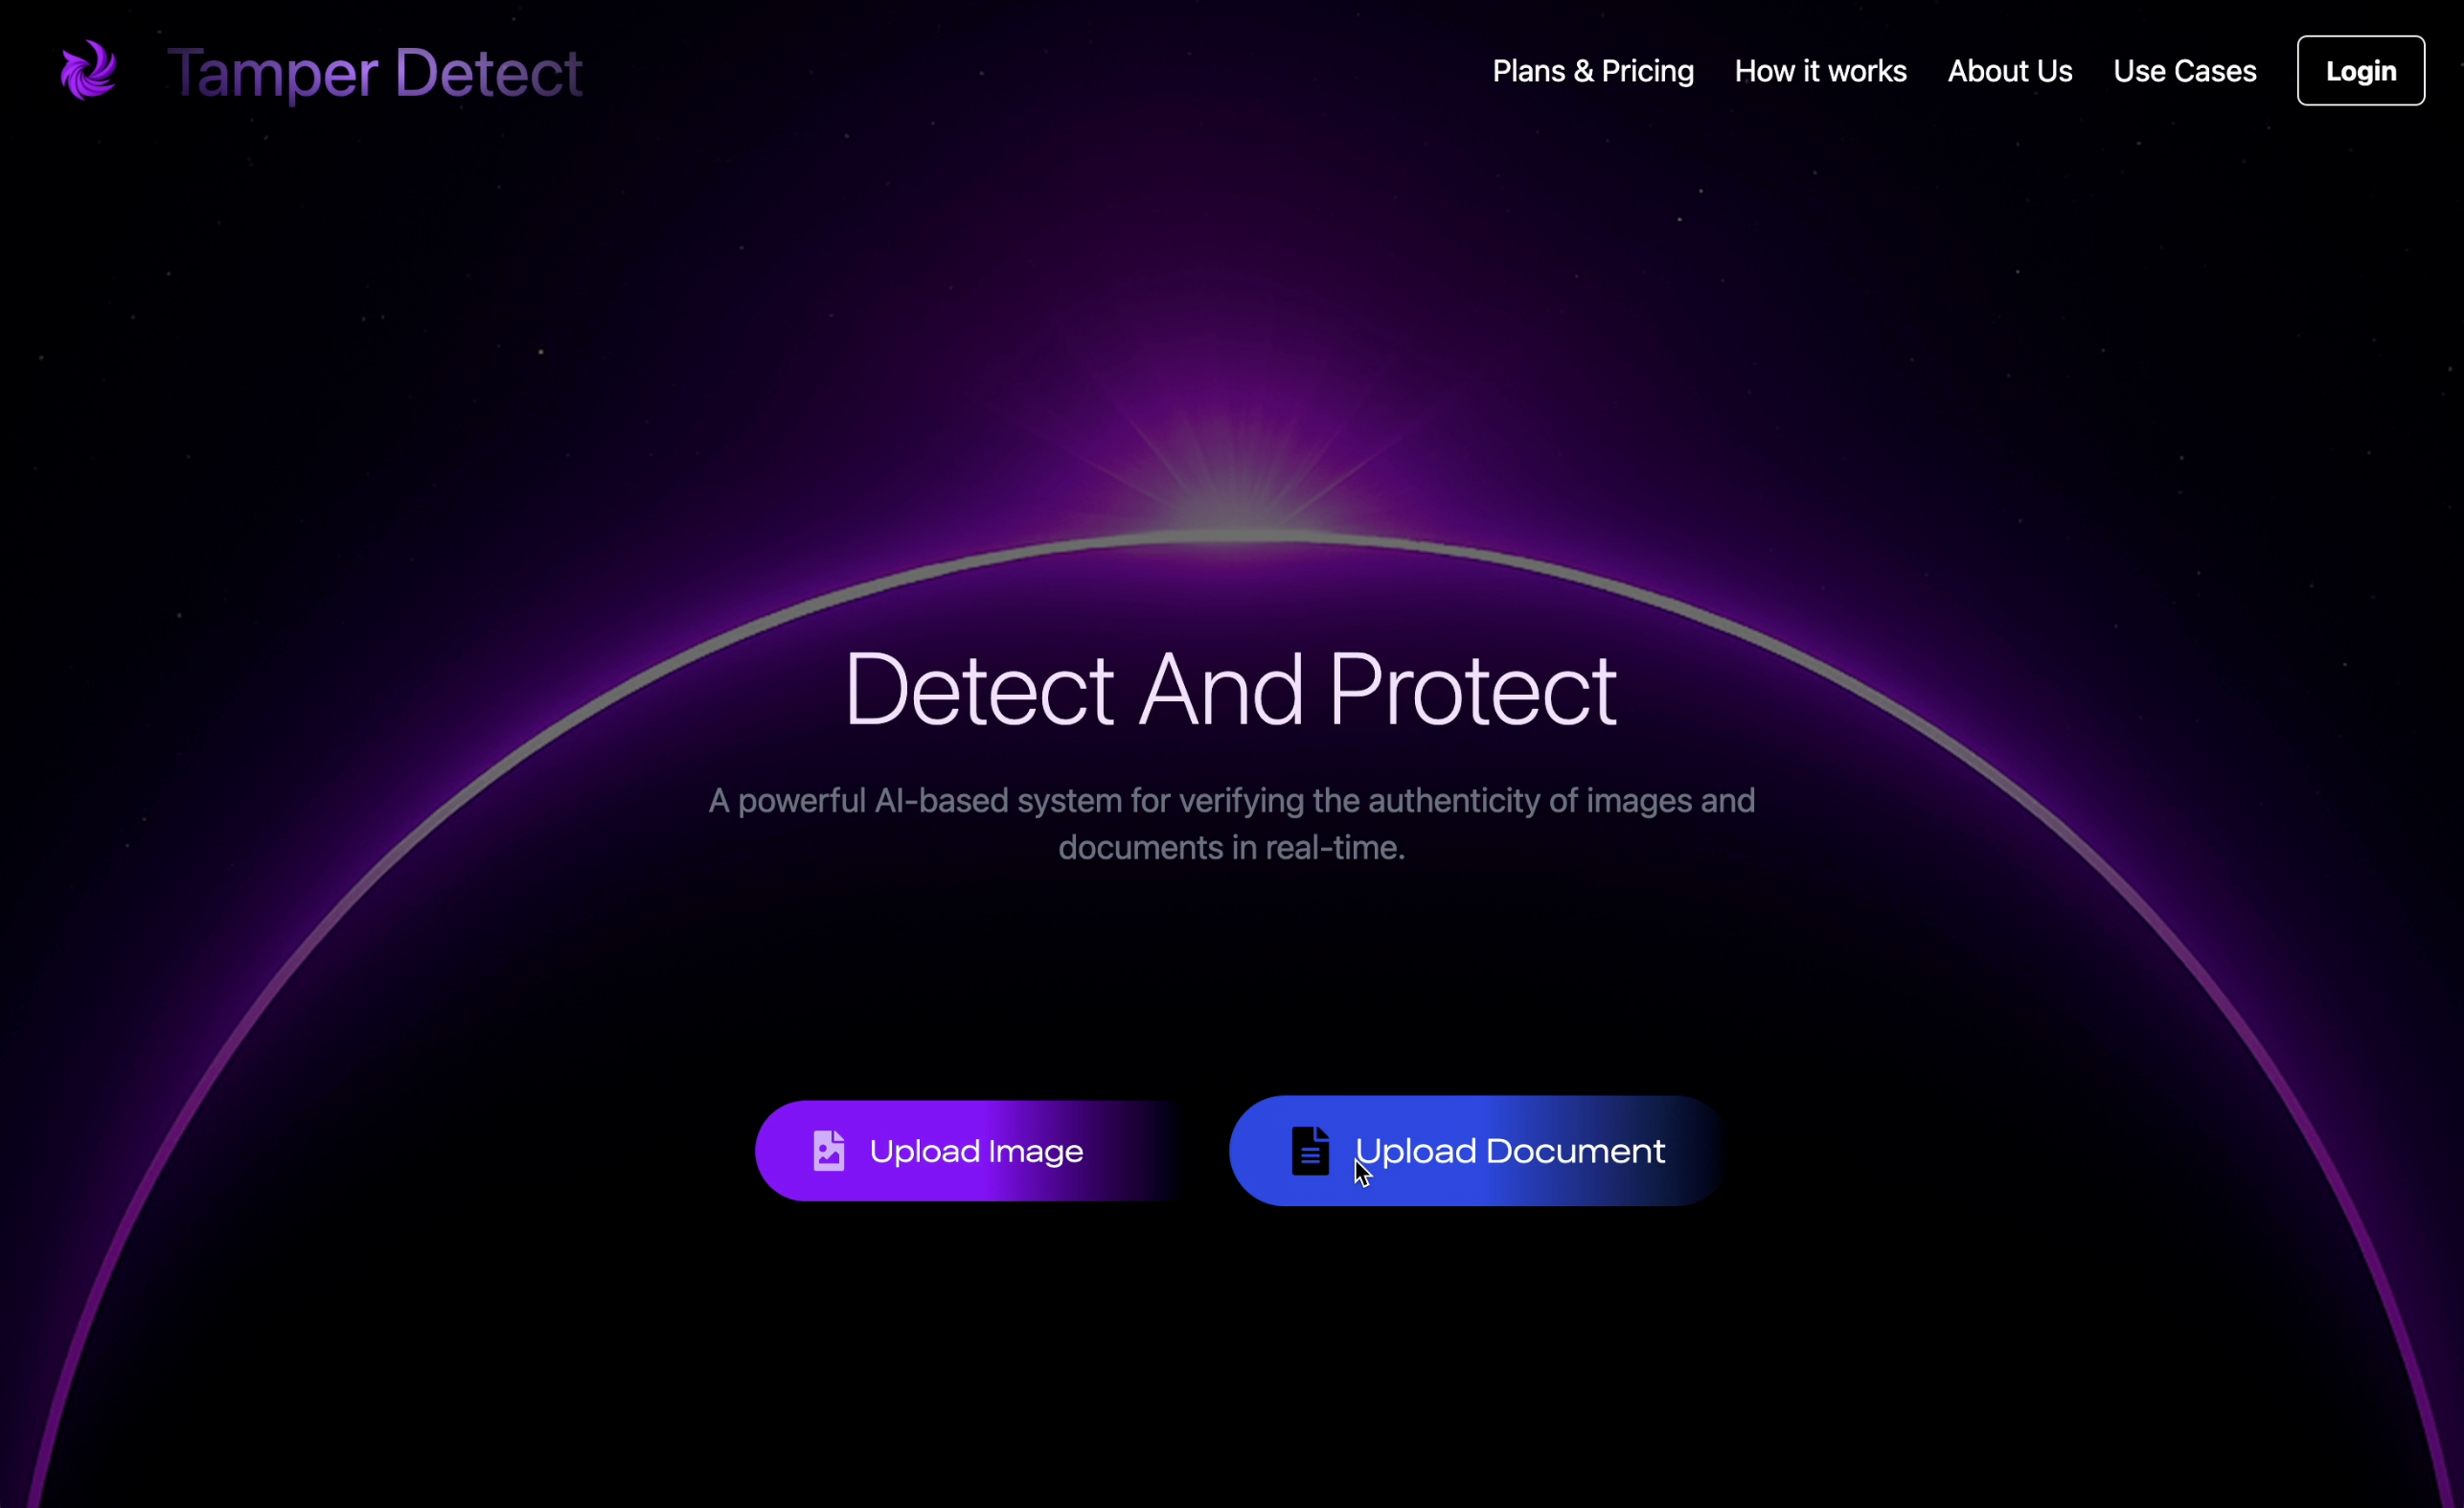 Tamper Detect
Plans & Pricing
How it works
About Us
Use Cases
Login
Detect And Protect
A powerful AI-based system for verifying the authenticity of images and
documents in real-time.
Upload Image
Upload Document